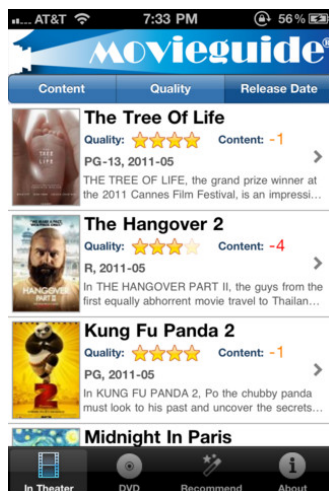 AT&T 7:33 PM 56%
MOVIEGUIDE®
Content Quality Release Date
The Tree Of Life
Quality: Content: -1
PG-13, 2011-05
THE TREE OF LIFE, the grand prize winner at
the 2011 Cannes Film Festival, is an impressi...
The Hangover 2
Quality: Content: -4
R, 2011-05
In THE HANGOVER PART II, the guys from the
first equally abhorrent movie travel to Thailan...
HANGOVER
PART II
Kung Fu Panda 2
Quality: Content: -1
PG, 2011-05
In KUNG FU PANDA 2, Po the chubby panda
must look to his past and uncover the secrets...
2
Midnight In Paris
In Theater DVD Recommend About